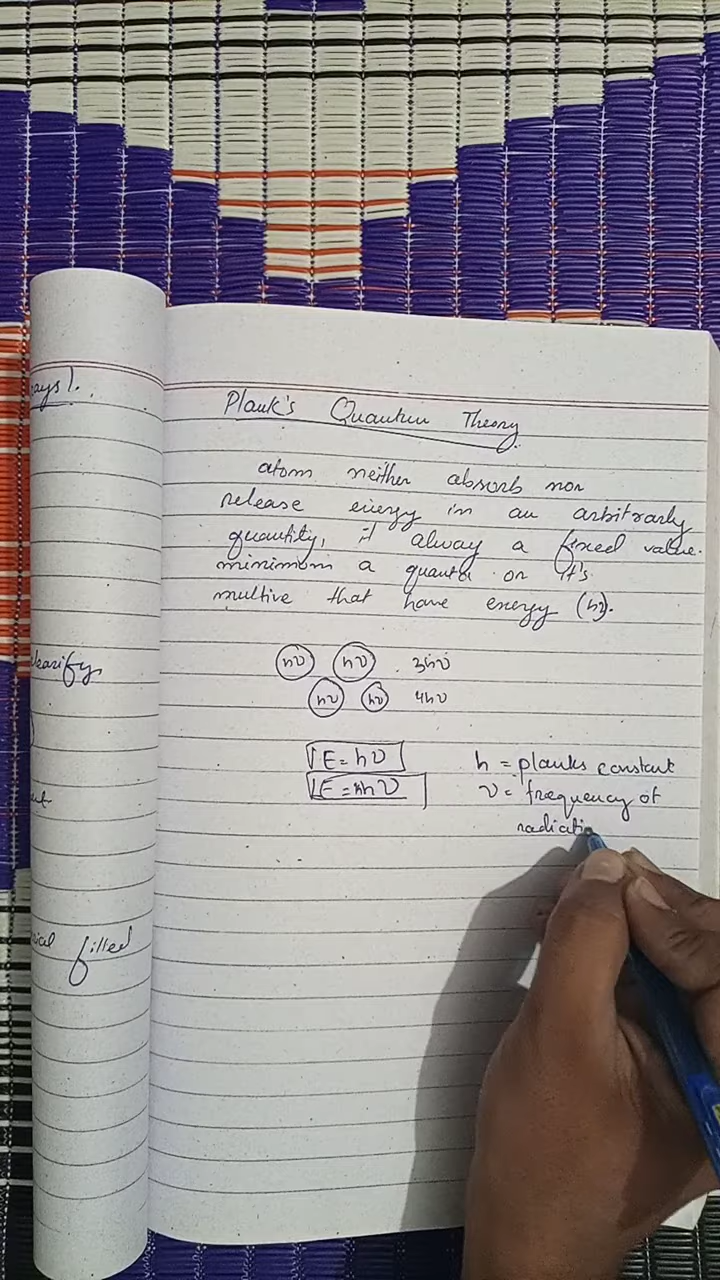 ays).
Plank's Quantum Theory
atom neither absorb nor
release energy in an arbitrarly
quantity, it alway a fixed value.
minimum a quanta or it's
multive that have energy (hν).
hν hν . 3hν
hν hν 4hν
E = hν
E = nhν
h = planks constant
ν = frequency of
radiatio
filled